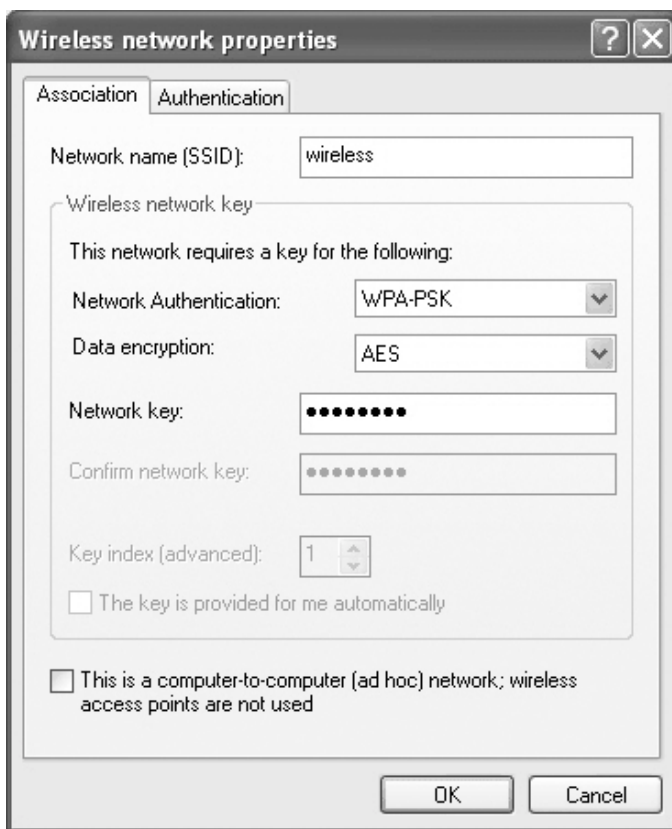 Wireless network properties
Association Authentication
Network name (SSID): wireless
Wireless network key
This network requires a key for the following:
Network Authentication: WPA-PSK
Data encryption: AES
Network key: ••••••••
Confirm network key: ••••••••
Key index (advanced): 1
The key is provided for me automatically
This is a computer-to-computer (ad hoc) network; wireless
access points are not used
OK Cancel